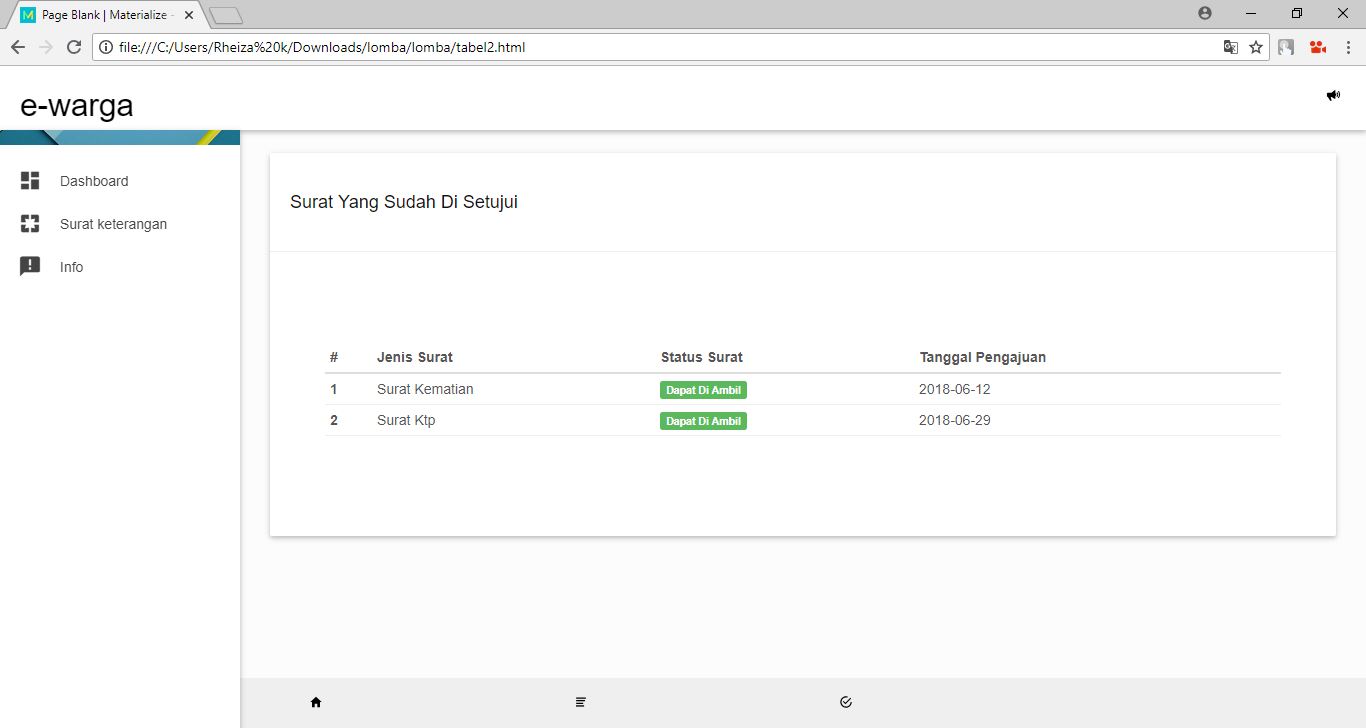 Page Blank | Materialize -
file:///C:/Users/Rheiza%20k/Downloads/lomba/lomba/tabel2.html
e-warga
Dashboard
Surat keterangan
Info
Surat Yang Sudah Di Setujui
# Jenis Surat Status Surat Tanggal Pengajuan
1 Surat Kematian Dapat Di Ambil 2018-06-12
2 Surat Ktp Dapat Di Ambil 2018-06-29